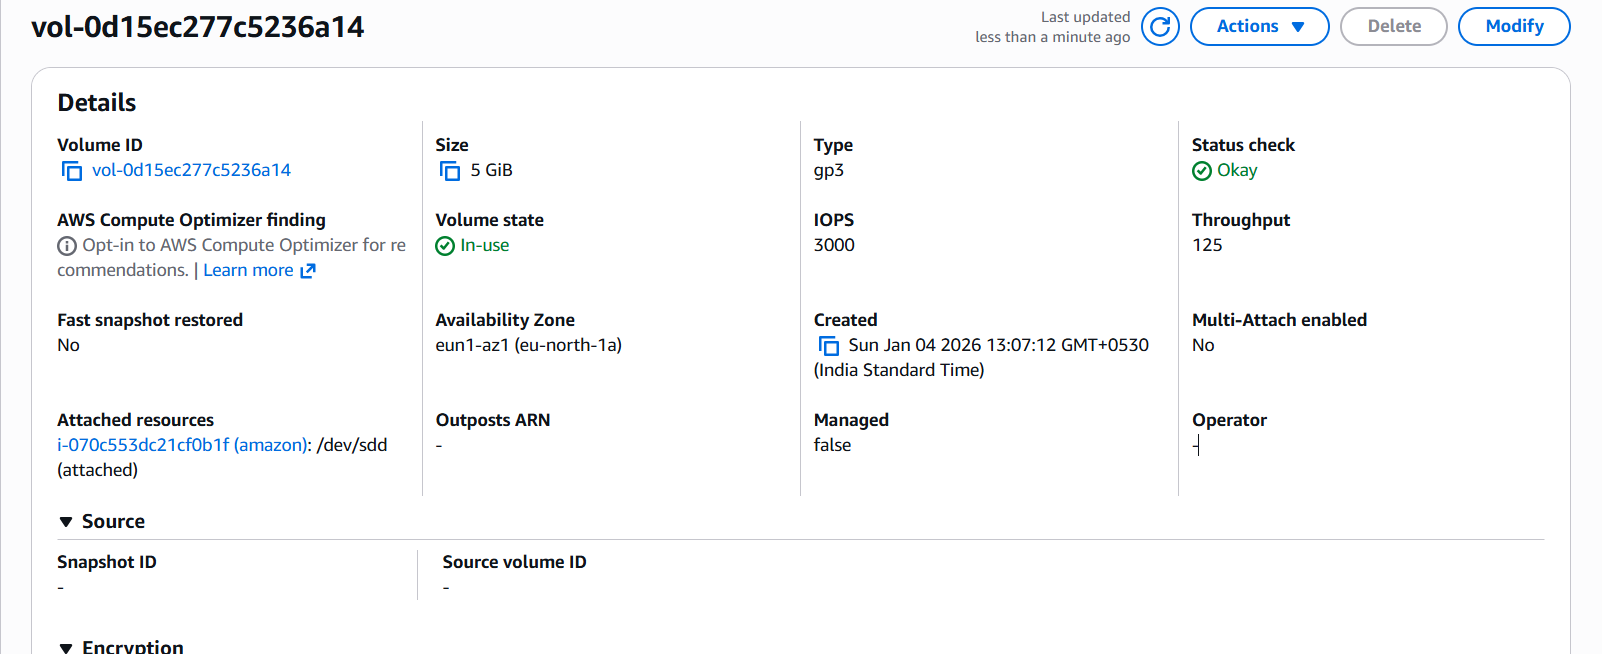 vol-0d15ec277c5236a14
Last updated
less than a minute ago
Actions
Delete
Modify
Details
Volume ID
vol-0d15ec277c5236a14
Size
5 GiB
Type
gp3
Status check
Okay
AWS Compute Optimizer finding
Opt-in to AWS Compute Optimizer for re
commendations. | Learn more
Volume state
In-use
IOPS
3000
Throughput
125
Fast snapshot restored
No
Availability Zone
eun1-az1 (eu-north-1a)
Created
Sun Jan 04 2026 13:07:12 GMT+0530
(India Standard Time)
Multi-Attach enabled
No
Attached resources
i-070c553dc21cf0b1f (amazon): /dev/sdd
(attached)
Outposts ARN
-
Managed
false
Operator
-
Source
Snapshot ID
-
Source volume ID
-
Encryption